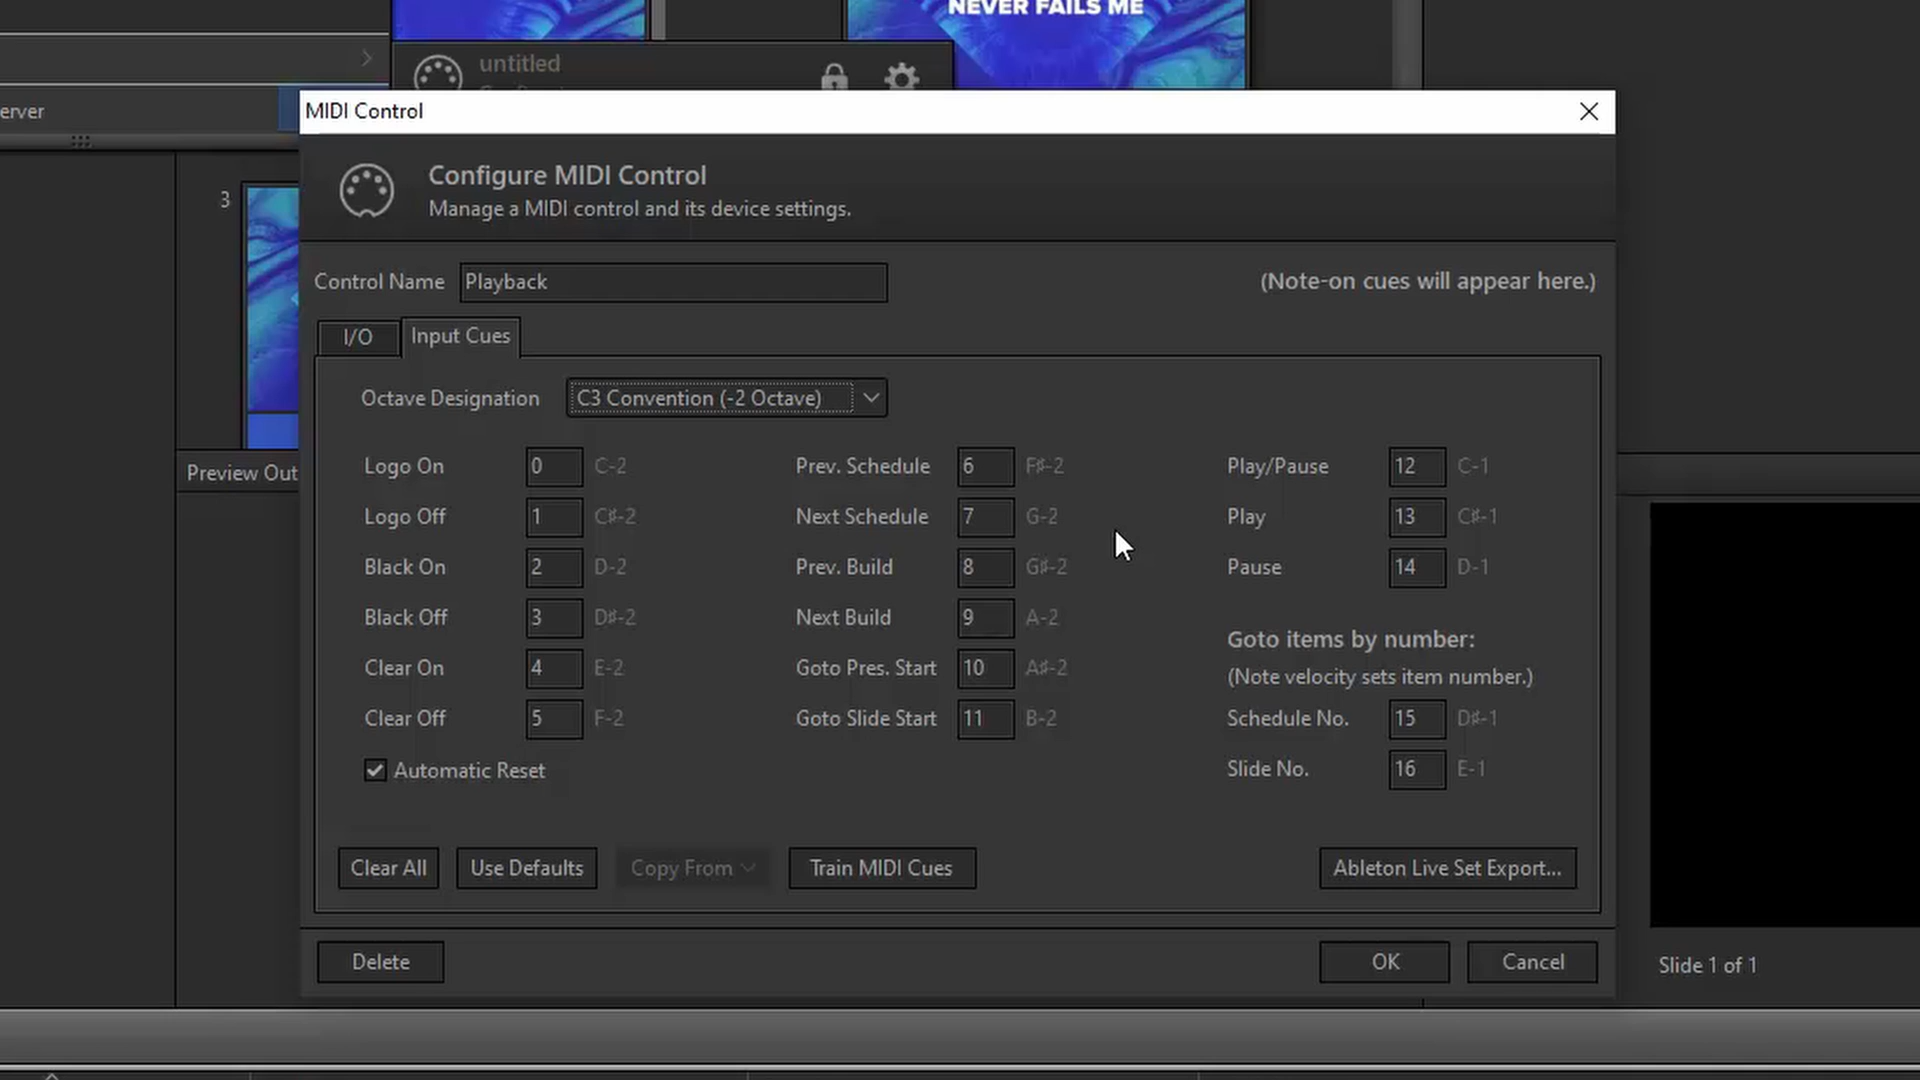 NEVER FAILS ME
untitled
erver
MIDI Control
Configure MIDI Control
Manage a MIDI control and its device settings.
3
Control Name Playback (Note-on cues will appear here.)
I/O Input Cues
Octave Designation C3 Convention (-2 Octave)
Logo On 0 C-2 Prev. Schedule 6 F♯-2 Play/Pause 12 C-1
Logo Off 1 C♯-2 Next Schedule 7 G-2 Play 13 C♯-1
Black On 2 D-2 Prev. Build 8 G♯-2 Pause 14 D-1
Black Off 3 D♯-2 Next Build 9 A-2
Goto items by number:
Clear On 4 E-2 Goto Pres. Start 10 A♯-2 (Note velocity sets item number.)
Clear Off 5 F-2 Goto Slide Start 11 B-2 Schedule No. 15 D♯-1
Automatic Reset Slide No. 16 E-1
Clear All Use Defaults Copy From Train MIDI Cues Ableton Live Set Export...
Delete OK Cancel
Preview Out
Slide 1 of 1